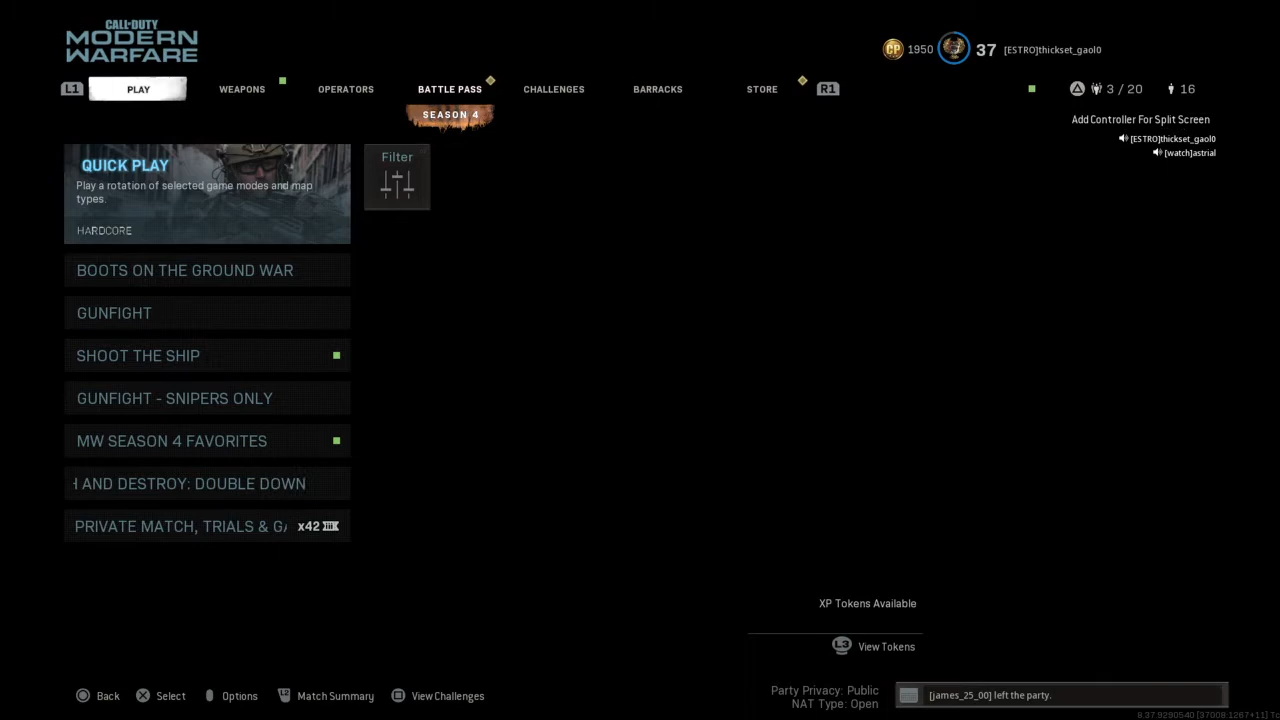 CALL·DUTY
MODERN
WARFARE
CP 1950 37 [ESTRO]thickset_gaol0
L1 PLAY WEAPONS OPERATORS BATTLE PASS CHALLENGES BARRACKS STORE R1 3 / 20 16
SEASON 4
Add Controller For Split Screen
[ESTRO]thickset_gaol0
[watch]astrial
QUICK PLAY
Play a rotation of selected game modes and map
types.
HARDCORE
Filter
BOOTS ON THE GROUND WAR
GUNFIGHT
SHOOT THE SHIP
GUNFIGHT - SNIPERS ONLY
MW SEASON 4 FAVORITES
H AND DESTROY: DOUBLE DOWN
PRIVATE MATCH, TRIALS & GA x42
XP Tokens Available
L3 View Tokens
Back Select Options L2 Match Summary View Challenges
Party Privacy: Public
NAT Type: Open
[james_25_00] left the party.